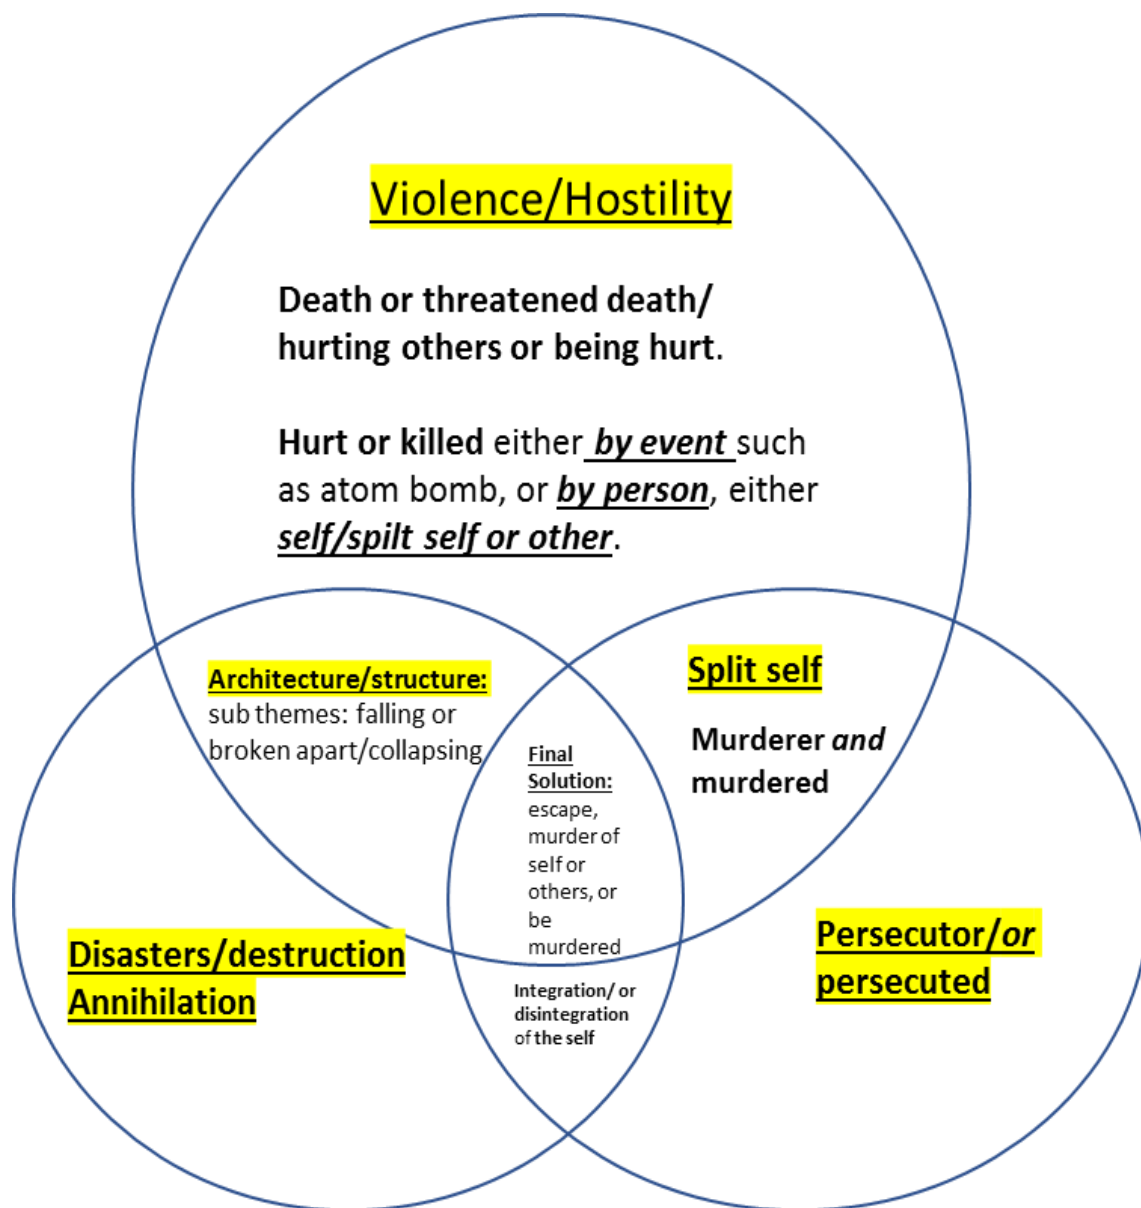 Violence/Hostility
Death or threatened death/
hurting others or being hurt.
Hurt or killed either by event such
as atom bomb, or by person, either
self/spilt self or other.
Architecture/structure:
sub themes: falling or
broken apart/collapsing
Split self
Murderer and
murdered
Final
Solution:
escape,
murder of
self or
others, or
be
murdered
Disasters/destruction
Annihilation
Persecutor/or
persecuted
Integration/ or
disintegration
of the self